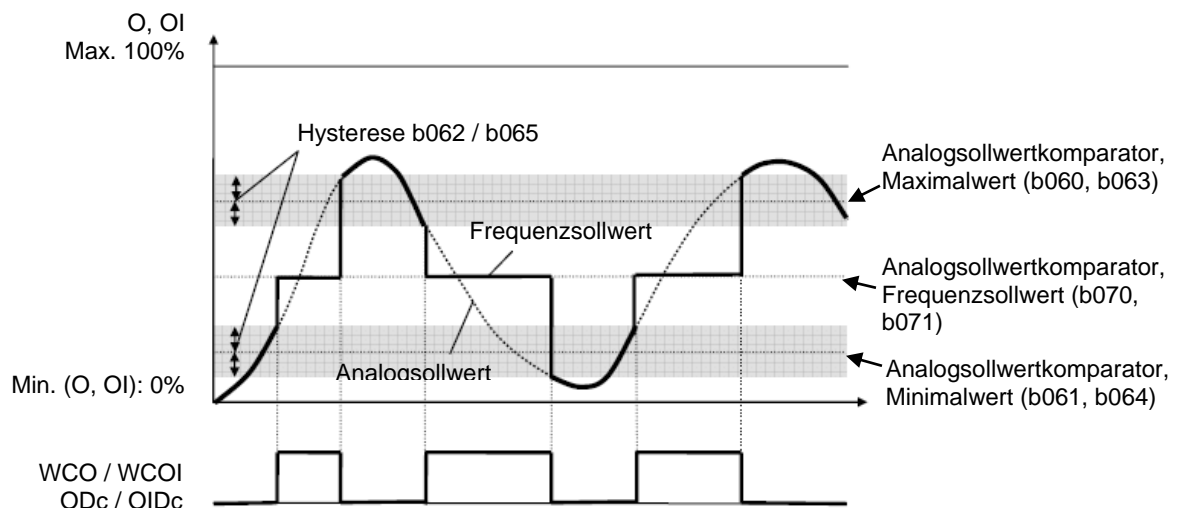 O, OI
Max. 100%
Hysterese b062 / b065
Analogsollwertkomparator,
Maximalwert (b060, b063)
Frequenzsollwert
Analogsollwertkomparator,
Frequenzsollwert (b070,
b071)
Analogsollwert
Analogsollwertkomparator,
Minimalwert (b061, b064)
Min. (O, OI): 0%
WCO / WCOI
ODc / OIDc